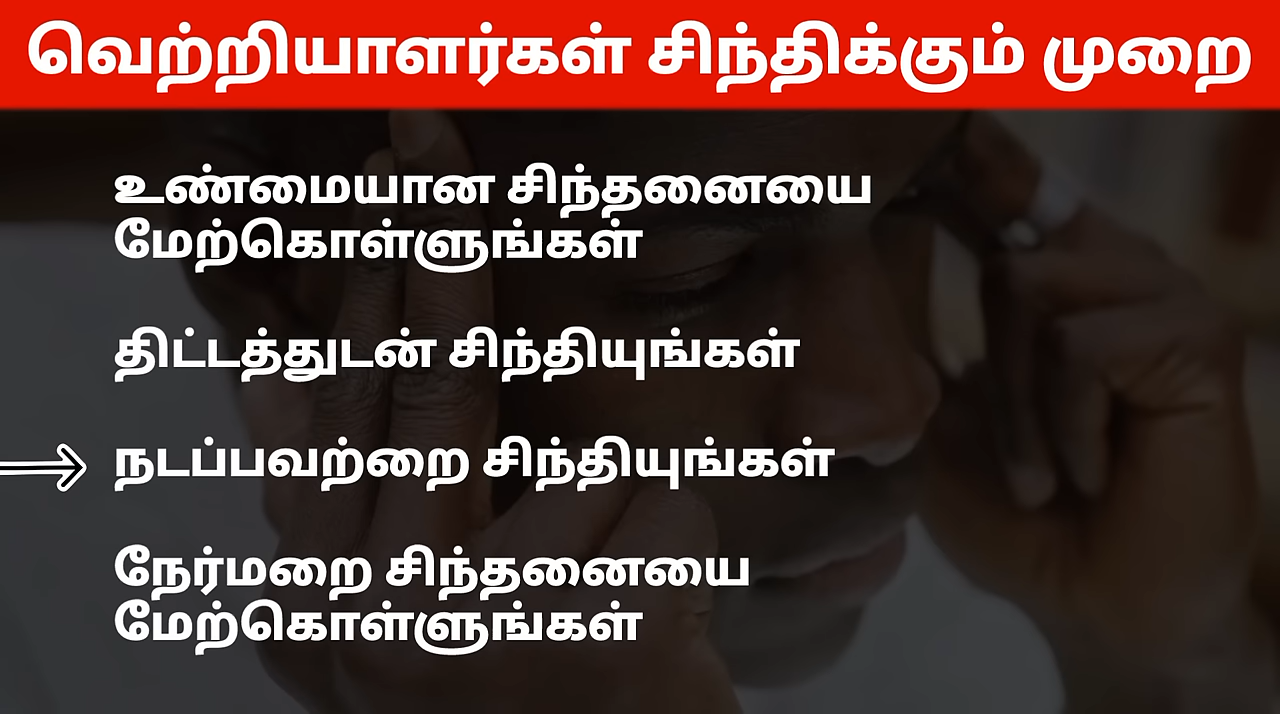 வெற்றியாளர்கள் சிந்திக்கும் முறை
உண்மையான சிந்தனையை
மேற்கொள்ளுங்கள்
திட்டத்துடன் சிந்தியுங்கள்
நடப்பவற்றை சிந்தியுங்கள்
நேர்மறை சிந்தனையை
மேற்கொள்ளுங்கள்